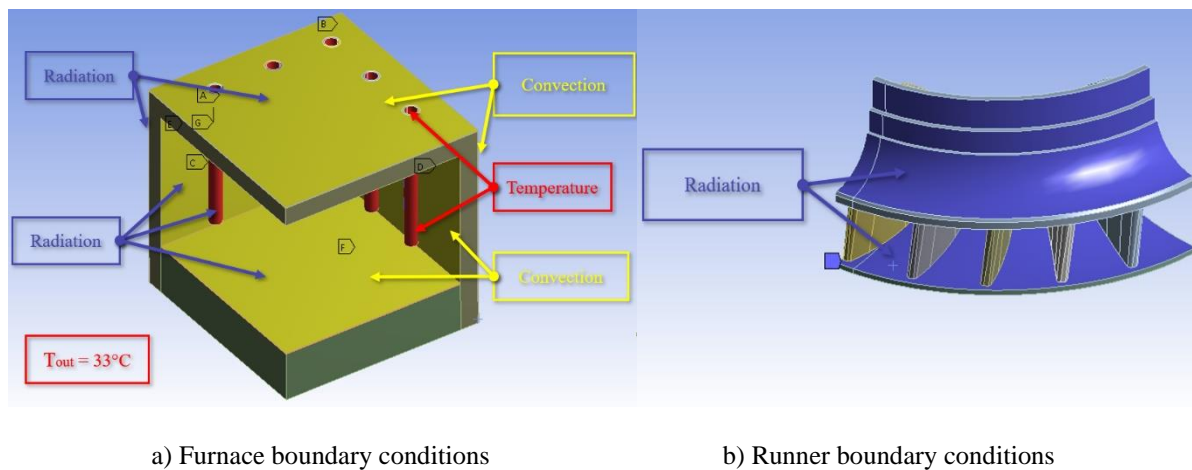 B
Radiation
Convection
A
E
G
C
D
Temperature
Radiation
F
Convection
Tout = 33°C
Radiation
a) Furnace boundary conditions
b) Runner boundary conditions